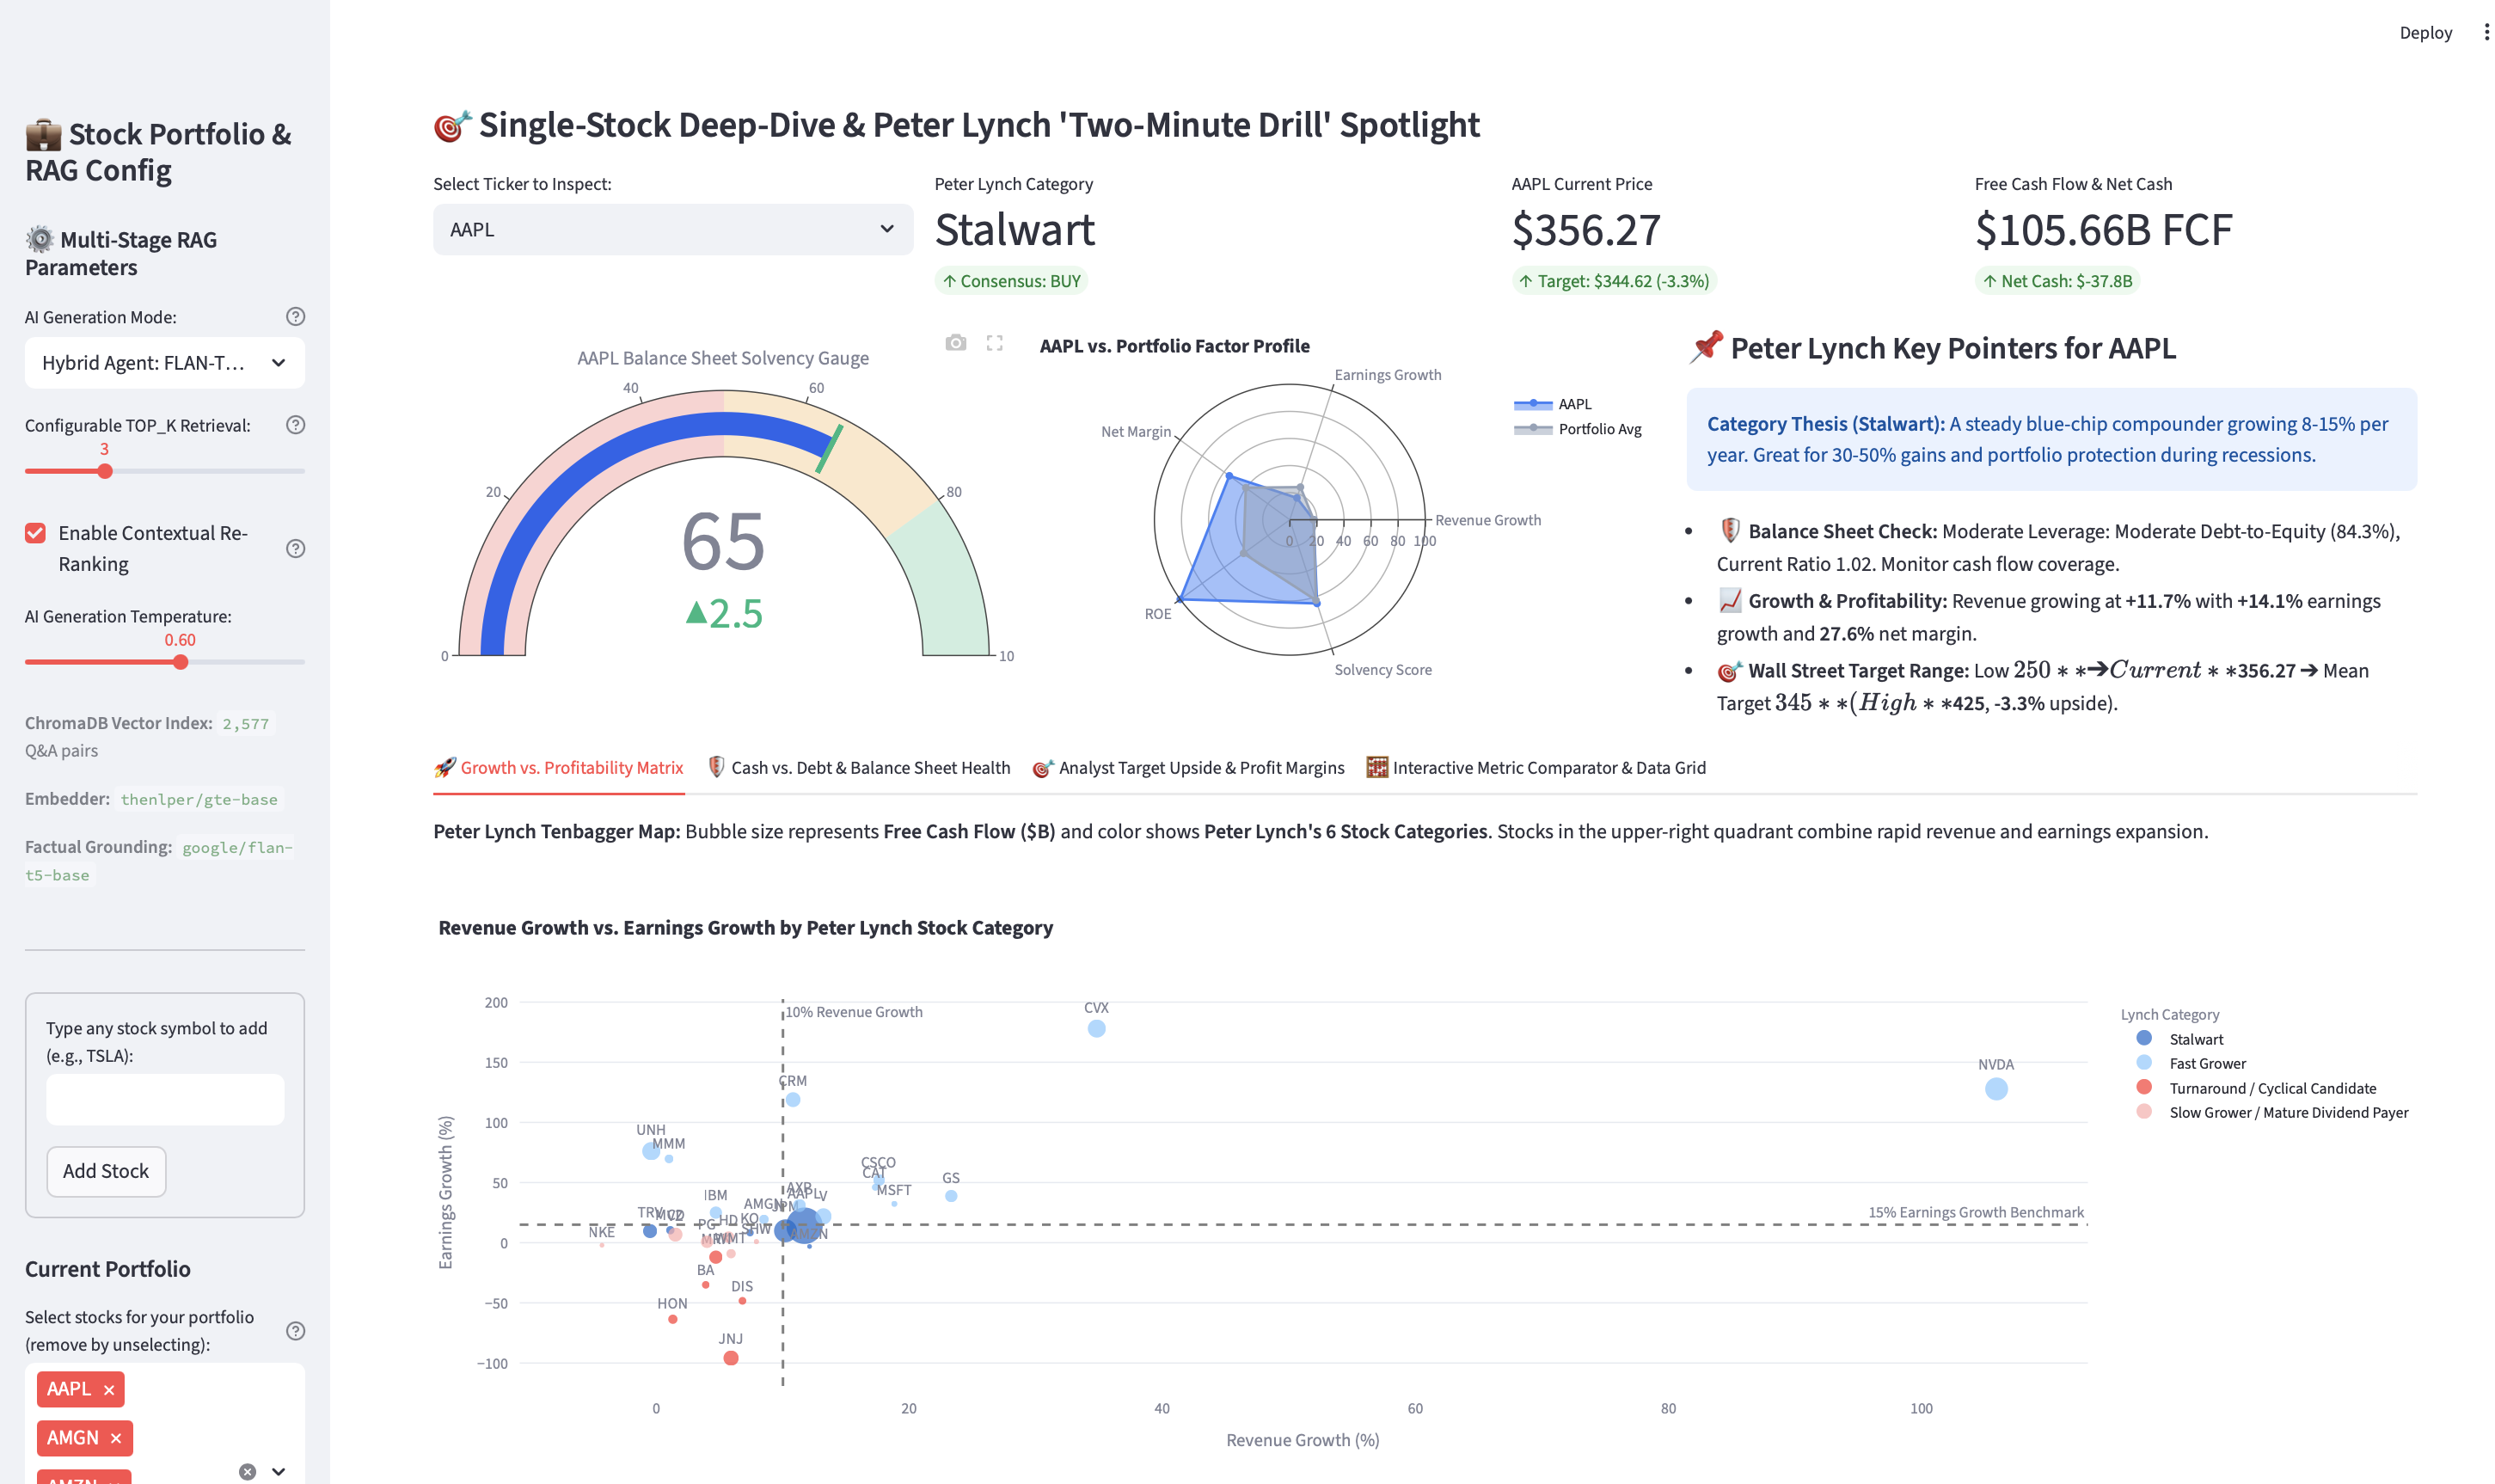 Deploy
💼 Stock Portfolio &
RAG Config
⚙️ Multi-Stage RAG
Parameters
AI Generation Mode:
Hybrid Agent: FLAN-T...
Configurable TOP_K Retrieval:
3
Enable Contextual Re-
Ranking
AI Generation Temperature:
0.60
ChromaDB Vector Index: 2,577
Q&A pairs
Embedder: thenlper/gte-base
Factual Grounding: google/flan-
t5-base
Type any stock symbol to add
(e.g., TSLA):
Add Stock
Current Portfolio
Select stocks for your portfolio
(remove by unselecting):
AAPL ×
AMGN ×
AMZN
🎯 Single-Stock Deep-Dive & Peter Lynch 'Two-Minute Drill' Spotlight
Select Ticker to Inspect:
AAPL
Peter Lynch Category
Stalwart
↑ Consensus: BUY
AAPL Current Price
$356.27
↑ Target: $344.62 (-3.3%)
Free Cash Flow & Net Cash
$105.66B FCF
↑ Net Cash: $-37.8B
AAPL Balance Sheet Solvency Gauge
0
20
40
60
80
10
65
▲2.5
AAPL vs. Portfolio Factor Profile
Earnings Growth
Net Margin
Revenue Growth
0 20 40 60 80 100
ROE
Solvency Score
AAPL
Portfolio Avg
📌 Peter Lynch Key Pointers for AAPL
Category Thesis (Stalwart): A steady blue-chip compounder growing 8-15% per
year. Great for 30-50% gains and portfolio protection during recessions.
• 🛡️ Balance Sheet Check: Moderate Leverage: Moderate Debt-to-Equity (84.3%),
Current Ratio 1.02. Monitor cash flow coverage.
• 📈 Growth & Profitability: Revenue growing at +11.7% with +14.1% earnings
growth and 27.6% net margin.
• 🎯 Wall Street Target Range: Low 250 ∗ ∗➔Current ∗ ∗356.27 ➔ Mean
Target 345 ∗ ∗(High ∗ ∗425, -3.3% upside).
🚀 Growth vs. Profitability Matrix
🛡️ Cash vs. Debt & Balance Sheet Health
🎯 Analyst Target Upside & Profit Margins
🧮 Interactive Metric Comparator & Data Grid
Peter Lynch Tenbagger Map: Bubble size represents Free Cash Flow ($B) and color shows Peter Lynch's 6 Stock Categories. Stocks in the upper-right quadrant combine rapid revenue and earnings expansion.
Revenue Growth vs. Earnings Growth by Peter Lynch Stock Category
Earnings Growth (%)
200
150
100
50
0
−50
−100
10% Revenue Growth
15% Earnings Growth Benchmark
CVX
NVDA
CRM
UNH
MMM
CSCO
CAT
MSFT
GS
IBM
AXP
AAPL
V
AMGN
JPM
TRV
PG
HD
KO
SHW
NKE
WMT
AMZN
BA
DIS
HON
JNJ
0
20
40
60
80
100
Revenue Growth (%)
Lynch Category
Stalwart
Fast Grower
Turnaround / Cyclical Candidate
Slow Grower / Mature Dividend Payer